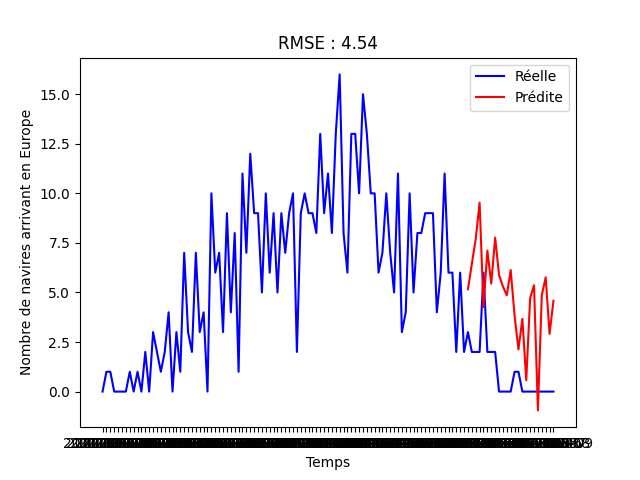 RMSE : 4.54
Réelle
Prédite
Nombre de navires arrivant en Europe
15.0
12.5
10.0
7.5
5.0
2.5
0.0
Temps